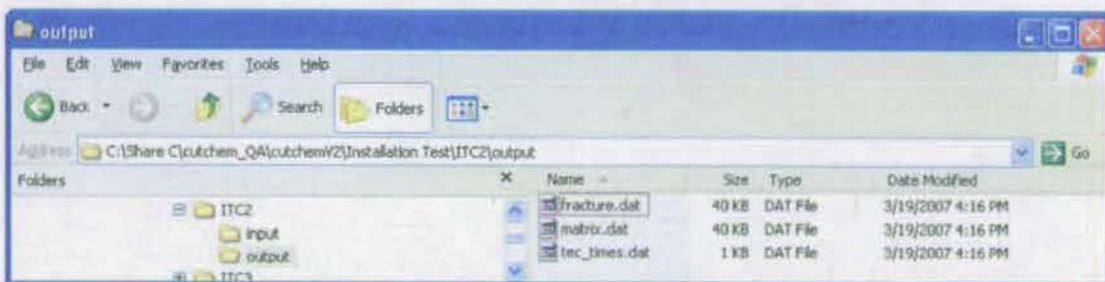 output
File Edit View Favorites Tools Help
Back Search Folders
Address C:\Share C\cutchem_QA\cutchemV2\Installation Test\ITC2\output Go
Folders Name Size Type Date Modified
ITC2 fracture.dat 40 KB DAT File 3/19/2007 4:16 PM
input matrix.dat 40 KB DAT File 3/19/2007 4:16 PM
output tec_times.dat 1 KB DAT File 3/19/2007 4:16 PM
ITC3